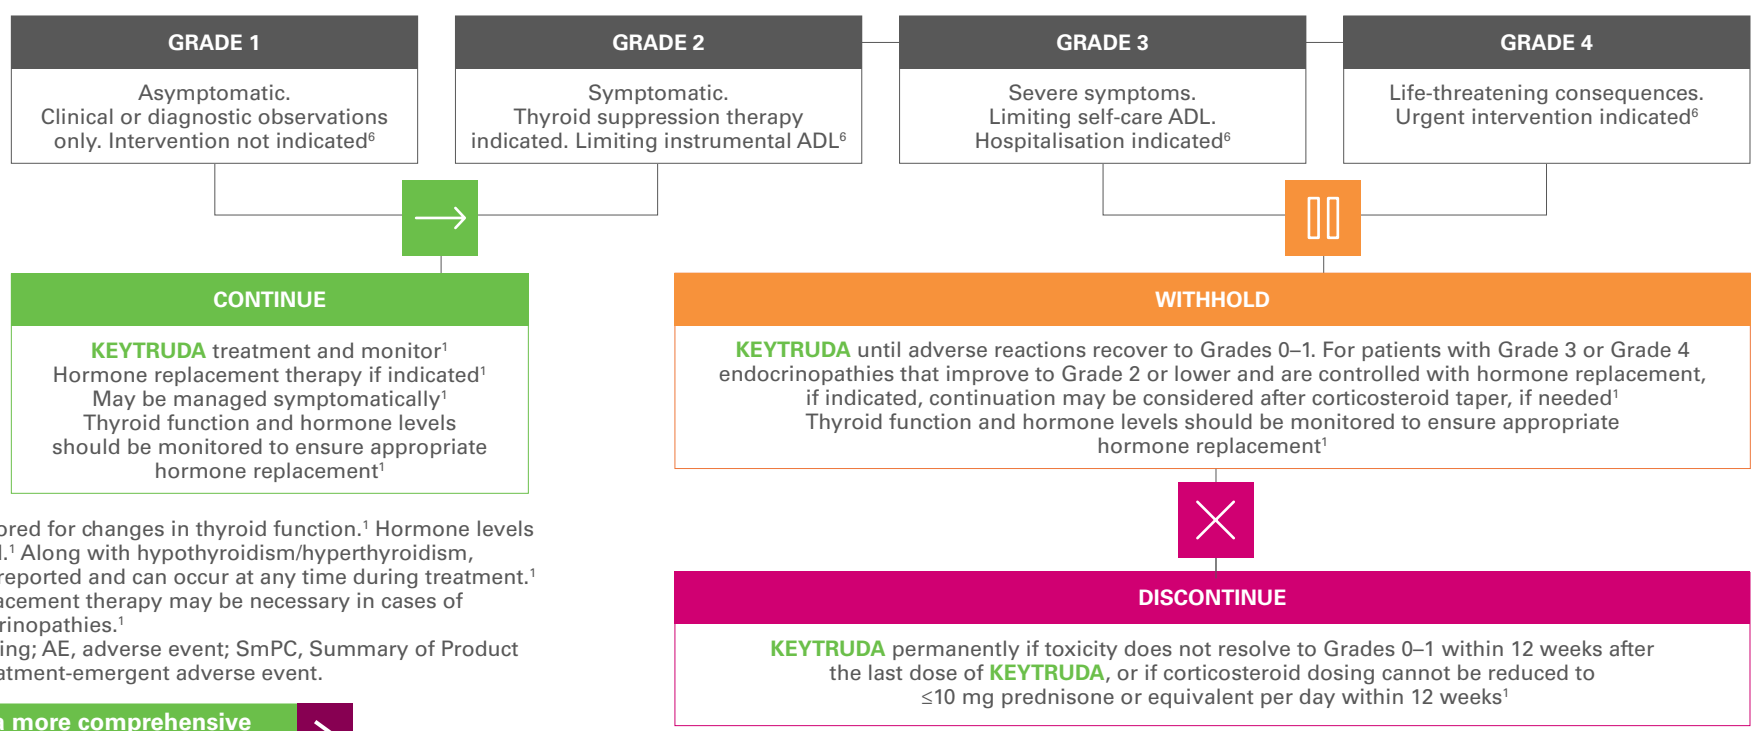 GRADE 1
Asymptomatic.
Clinical or diagnostic observations
only. Intervention not indicated⁶
GRADE 2
Symptomatic.
Thyroid suppression therapy
indicated. Limiting instrumental ADL⁶
GRADE 3
Severe symptoms.
Limiting self-care ADL.
Hospitalisation indicated⁶
GRADE 4
Life-threatening consequences.
Urgent intervention indicated⁶
CONTINUE
KEYTRUDA treatment and monitor¹
Hormone replacement therapy if indicated¹
May be managed symptomatically¹
Thyroid function and hormone levels
should be monitored to ensure appropriate
hormone replacement¹
WITHHOLD
KEYTRUDA until adverse reactions recover to Grades 0–1. For patients with Grade 3 or Grade 4
endocrinopathies that improve to Grade 2 or lower and are controlled with hormone replacement,
if indicated, continuation may be considered after corticosteroid taper, if needed¹
Thyroid function and hormone levels should be monitored to ensure appropriate
hormone replacement¹
DISCONTINUE
KEYTRUDA permanently if toxicity does not resolve to Grades 0–1 within 12 weeks after
the last dose of KEYTRUDA, or if corticosteroid dosing cannot be reduced to
≤10 mg prednisone or equivalent per day within 12 weeks¹
ored for changes in thyroid function.¹ Hormone levels
.¹ Along with hypothyroidism/hyperthyroidism,
reported and can occur at any time during treatment.¹
acement therapy may be necessary in cases of
rinopathies.¹
ing; AE, adverse event; SmPC, Summary of Product
atment-emergent adverse event.
a more comprehensive